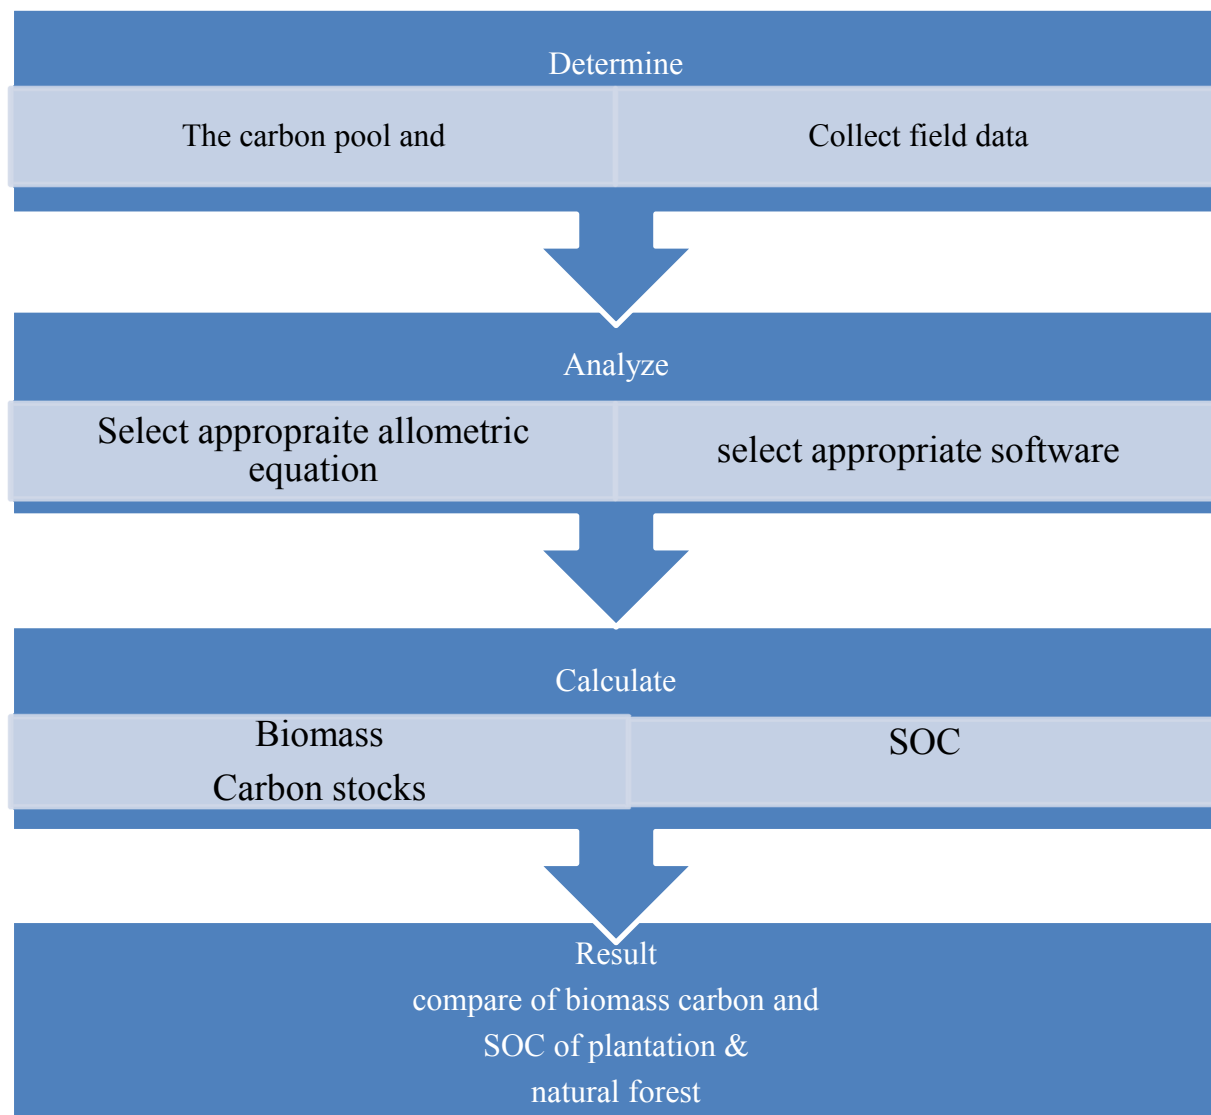 Determine
The carbon pool and
Collect field data
Analyze
Select appropraite allometric
equation
select appropriate software
Calculate
Biomass
Carbon stocks
SOC
Result
compare of biomass carbon and
SOC of plantation &
natural forest